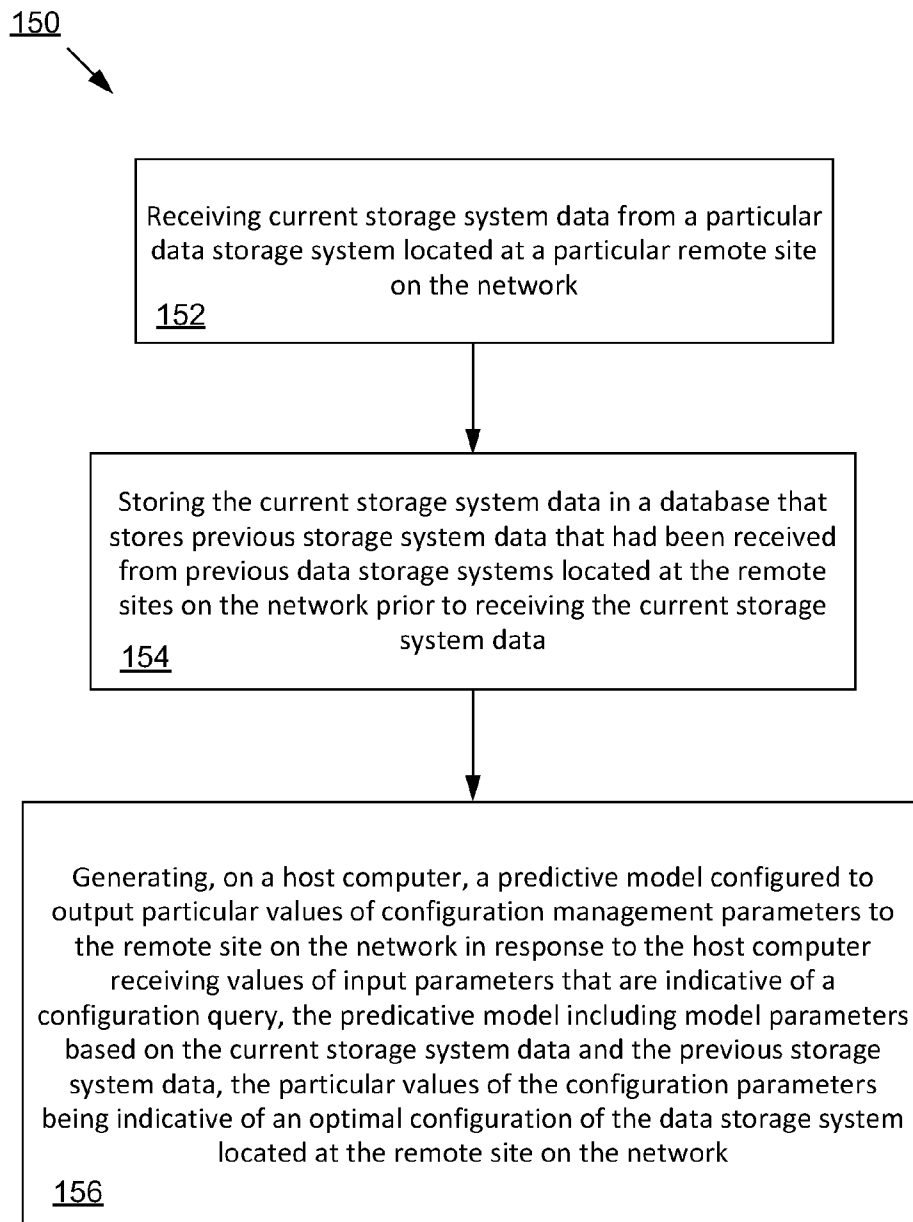 150
Receiving current storage system data from a particular
data storage system located at a particular remote site
on the network
152
Storing the current storage system data in a database that
stores previous storage system data that had been received
from previous data storage systems located at the remote
sites on the network prior to receiving the current storage
system data
154
Generating, on a host computer, a predictive model configured to
output particular values of configuration management parameters to
the remote site on the network in response to the host computer
receiving values of input parameters that are indicative of a
configuration query, the predicative model including model parameters
based on the current storage system data and the previous storage
system data, the particular values of the configuration parameters
being indicative of an optimal configuration of the data storage system
located at the remote site on the network
156